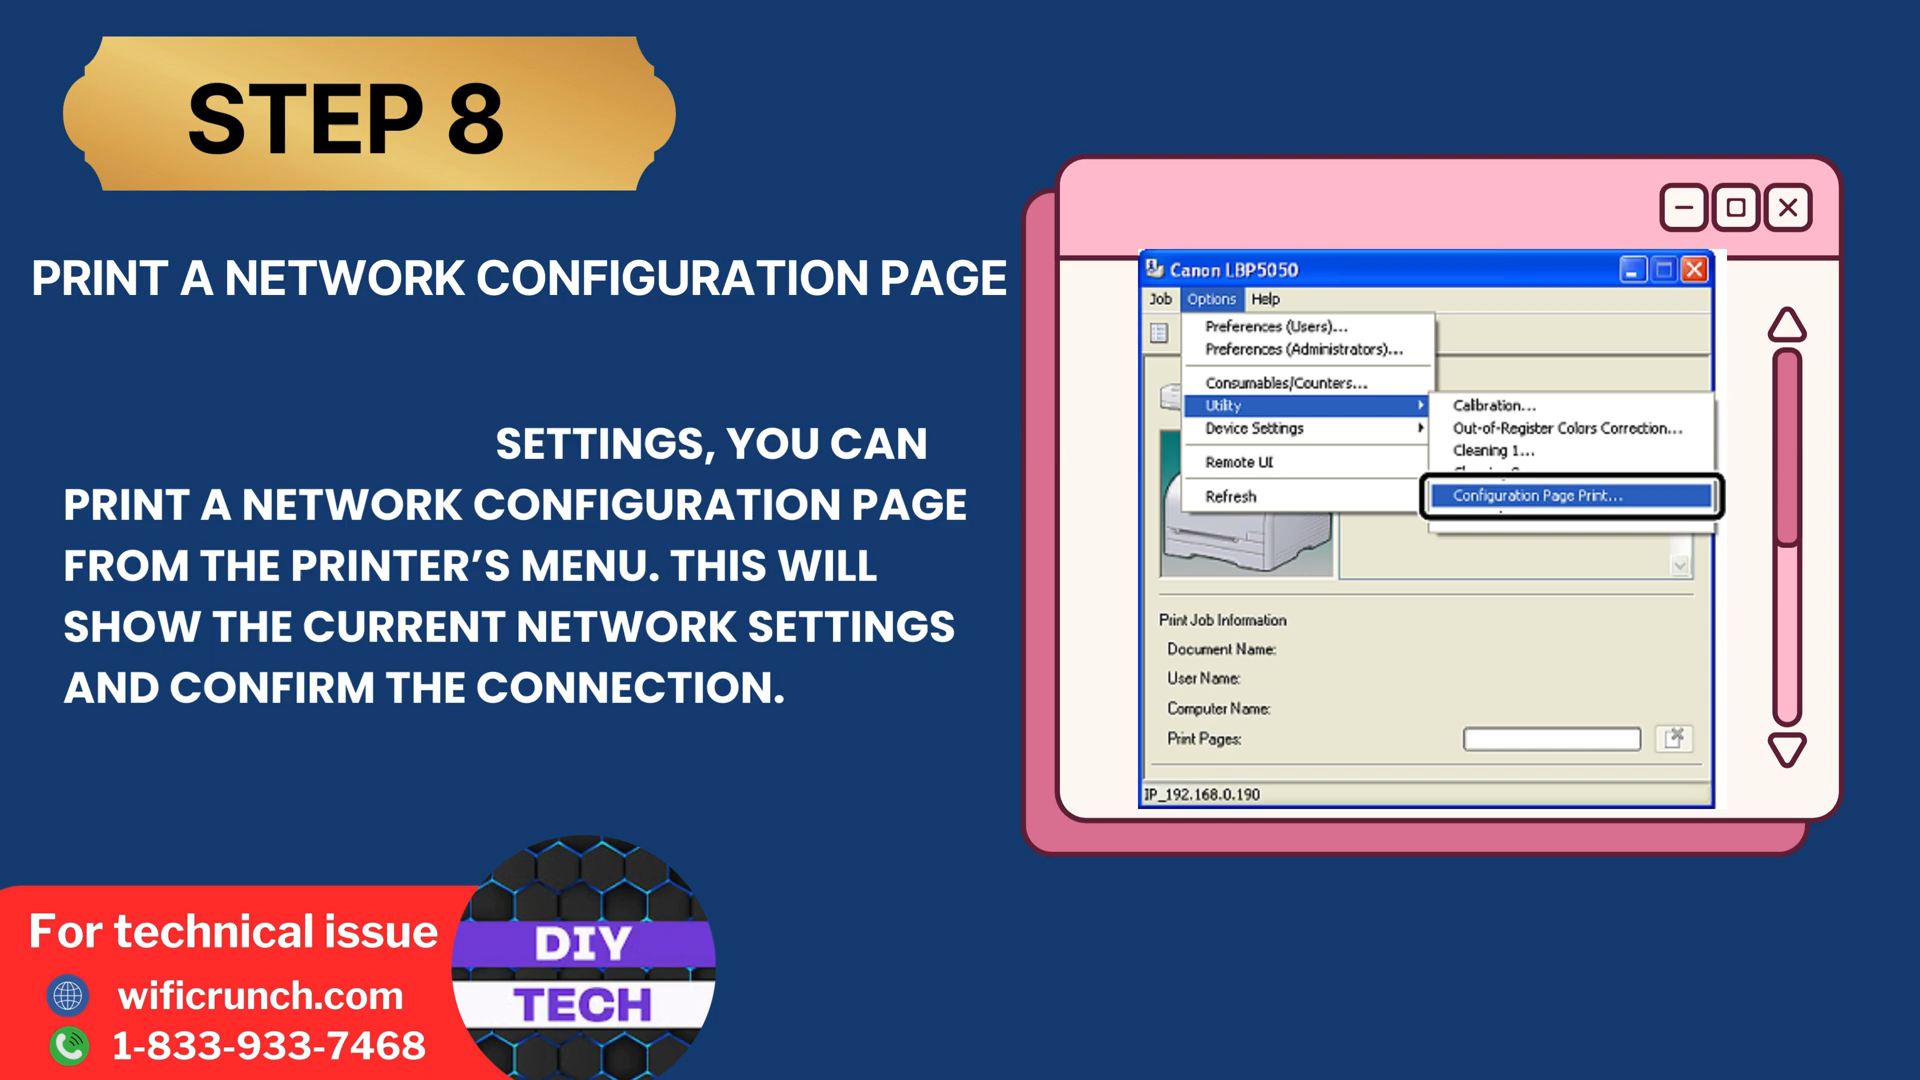 STEP 8
PRINT A NETWORK CONFIGURATION PAGE
SETTINGS, YOU CAN
PRINT A NETWORK CONFIGURATION PAGE
FROM THE PRINTER’S MENU. THIS WILL
SHOW THE CURRENT NETWORK SETTINGS
AND CONFIRM THE CONNECTION.
Canon LBP5050
Job Options Help
Preferences (Users)...
Preferences (Administrators)...
Consumables/Counters...
Utility
Device Settings
Remote UI
Refresh
Calibration...
Out-of-Register Colors Correction...
Cleaning 1...
Configuration Page Print...
Print Job Information
Document Name:
User Name:
Computer Name:
Print Pages:
IP_192.168.0.190
For technical issue
wificrunch.com
1-833-933-7468
DIY
TECH